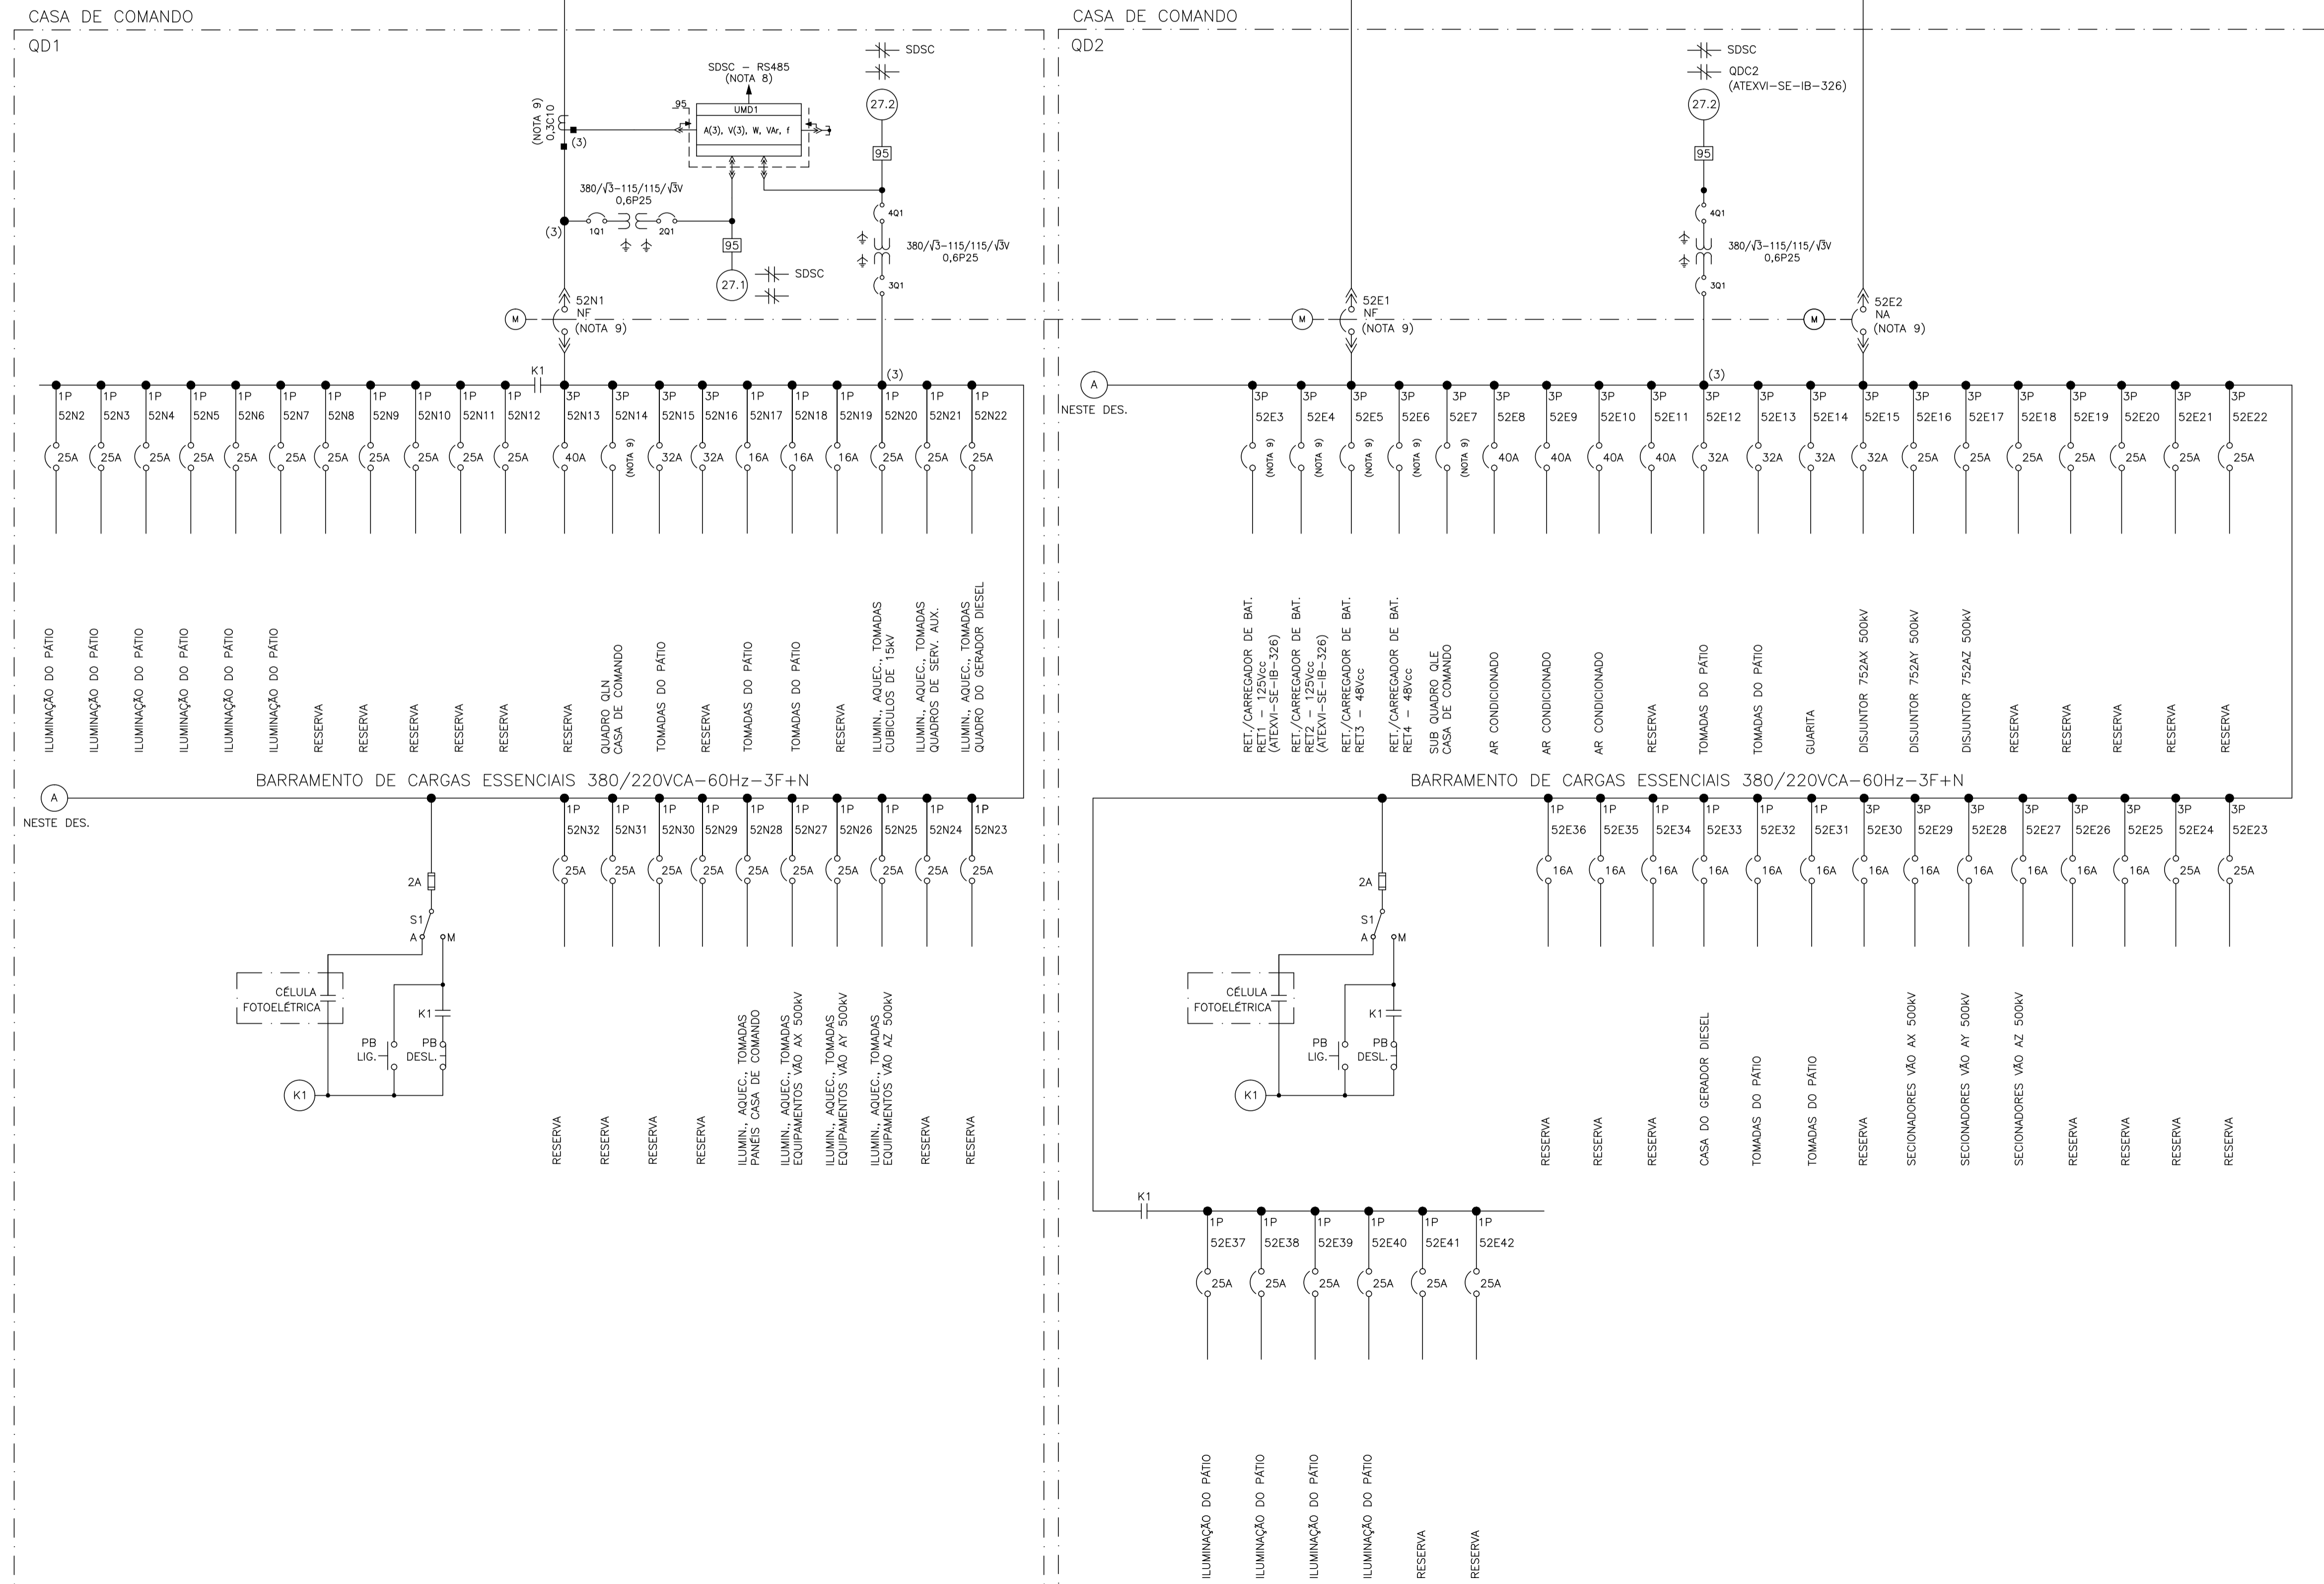 CASA DE COMANDO
QD1
SDSC
SDSC – RS485
(NOTA 8)
(NOTA 9)
0,3C10
(3)
95
UMD1
A(3), V(3), W, VAr, f
27.2
95
380/√3–115/115/√3V
0,6P25
(3)
1Q1
2Q1
95
27.1
SDSC
4Q1
380/√3–115/115/√3V
0,6P25
3Q1
M
52N1
NF
(NOTA 9)
K1
(3)
1P 1P 1P 1P 1P 1P 1P 1P 1P 1P 1P 3P 3P 3P 3P 1P 1P 1P 1P 1P 1P
52N2 52N3 52N4 52N5 52N6 52N7 52N8 52N9 52N10 52N11 52N12 52N13 52N14 52N15 52N16 52N17 52N18 52N19 52N20 52N21 52N22
25A 25A 25A 25A 25A 25A 25A 25A 25A 25A 25A 40A (NOTA 9) 32A 32A 16A 16A 16A 25A 25A 25A
ILUMINAÇÃO DO PÁTIO
ILUMINAÇÃO DO PÁTIO
ILUMINAÇÃO DO PÁTIO
ILUMINAÇÃO DO PÁTIO
ILUMINAÇÃO DO PÁTIO
ILUMINAÇÃO DO PÁTIO
RESERVA
RESERVA
RESERVA
RESERVA
RESERVA
RESERVA
QUADRO QLN
CASA DE COMANDO
TOMADAS DO PÁTIO
RESERVA
TOMADAS DO PÁTIO
TOMADAS DO PÁTIO
RESERVA
ILUMIN., AQUEC., TOMADAS
CUBICULOS DE 15kV
ILUMIN., AQUEC., TOMADAS
QUADROS DE SERV. AUX.
ILUMIN., AQUEC., TOMADAS
QUADRO DO GERADOR DIESEL
BARRAMENTO DE CARGAS ESSENCIAIS 380/220VCA–60Hz–3F+N
A
NESTE DES.
1P 1P 1P 1P 1P 1P 1P 1P 1P 1P
52N32 52N31 52N30 52N29 52N28 52N27 52N26 52N25 52N24 52N23
25A 25A 25A 25A 25A 25A 25A 25A 25A 25A
2A
S1
A
M
CÉLULA
FOTOELÉTRICA
K1
PB
LIG.
PB
DESL.
K1
RESERVA
RESERVA
RESERVA
RESERVA
ILUMIN., AQUEC., TOMADAS
PANÉIS CASA DE COMANDO
ILUMIN., AQUEC., TOMADAS
EQUIPAMENTOS VÃO AX 500kV
ILUMIN., AQUEC., TOMADAS
EQUIPAMENTOS VÃO AY 500kV
ILUMIN., AQUEC., TOMADAS
EQUIPAMENTOS VÃO AZ 500kV
RESERVA
RESERVA
CASA DE COMANDO
QD2
SDSC
QDC2
(ATEXVI–SE–IB–326)
27.2
95
4Q1
380/√3–115/115/√3V
0,6P25
3Q1
M
52E1
NF
(NOTA 9)
M
52E2
NA
(NOTA 9)
A
NESTE DES.
(3)
3P 3P 3P 3P 3P 3P 3P 3P 3P 3P 3P 3P 3P 3P 3P 3P 3P 3P 3P 3P
52E3 52E4 52E5 52E6 52E7 52E8 52E9 52E10 52E11 52E12 52E13 52E14 52E15 52E16 52E17 52E18 52E19 52E20 52E21 52E22
(NOTA 9) (NOTA 9) (NOTA 9) (NOTA 9) (NOTA 9) 40A 40A 40A 40A 32A 32A 32A 32A 25A 25A 25A 25A 25A 25A 25A
RET./CARREGADOR DE BAT.
RET1 – 125Vcc
(ATEXVI–SE–IB–326)
RET./CARREGADOR DE BAT.
RET2 – 125Vcc
(ATEXVI–SE–IB–326)
RET./CARREGADOR DE BAT.
RET3 – 48Vcc
RET./CARREGADOR DE BAT.
RET4 – 48Vcc
SUB QUADRO QLE
CASA DE COMANDO
AR CONDICIONADO
AR CONDICIONADO
AR CONDICIONADO
RESERVA
TOMADAS DO PÁTIO
TOMADAS DO PÁTIO
GUARITA
DISJUNTOR 752AX 500kV
DISJUNTOR 752AY 500kV
DISJUNTOR 752AZ 500kV
RESERVA
RESERVA
RESERVA
RESERVA
RESERVA
BARRAMENTO DE CARGAS ESSENCIAIS 380/220VCA–60Hz–3F+N
1P 1P 1P 1P 1P 1P 3P 3P 3P 3P 3P 3P 3P 3P
52E36 52E35 52E34 52E33 52E32 52E31 52E30 52E29 52E28 52E27 52E26 52E25 52E24 52E23
16A 16A 16A 16A 16A 16A 16A 16A 16A 16A 16A 16A 25A 25A
2A
S1
A
M
CÉLULA
FOTOELÉTRICA
K1
PB
LIG.
PB
DESL.
K1
RESERVA
RESERVA
RESERVA
CASA DO GERADOR DIESEL
TOMADAS DO PÁTIO
TOMADAS DO PÁTIO
RESERVA
SECIONADORES VÃO AX 500kV
SECIONADORES VÃO AY 500kV
SECIONADORES VÃO AZ 500kV
RESERVA
RESERVA
RESERVA
RESERVA
K1
1P 1P 1P 1P 1P 1P
52E37 52E38 52E39 52E40 52E41 52E42
25A 25A 25A 25A 25A 25A
ILUMINAÇÃO DO PÁTIO
ILUMINAÇÃO DO PÁTIO
ILUMINAÇÃO DO PÁTIO
ILUMINAÇÃO DO PÁTIO
RESERVA
RESERVA